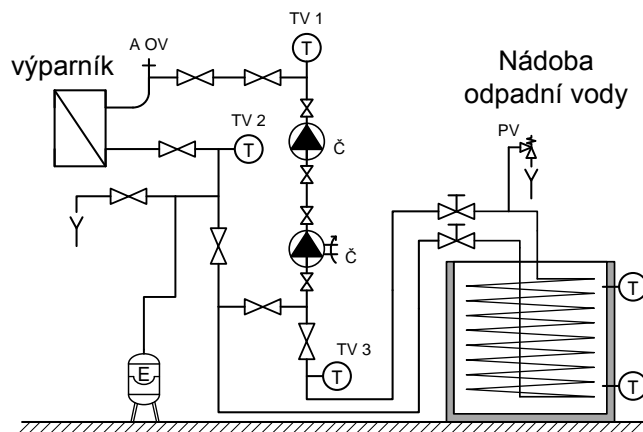 TV 1
A OV
výparník
Nádoba
odpadní vody
T
TV 2
PV
T
Č
Č
T
TV 3
T
E
T